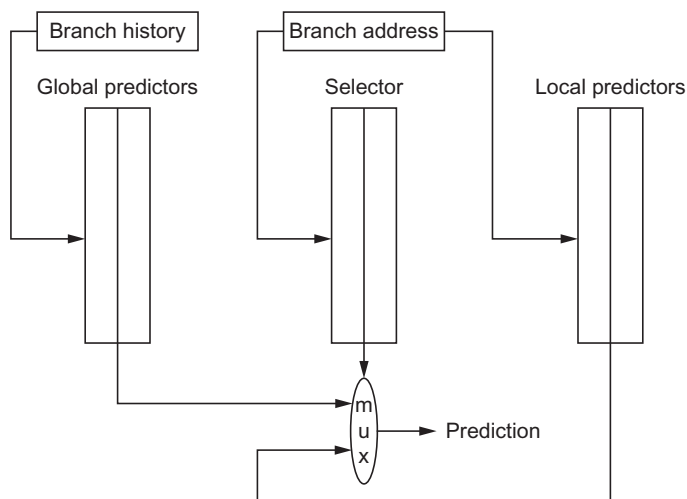 Branch history
Branch address
Global predictors
Selector
Local predictors
m
u
x
Prediction